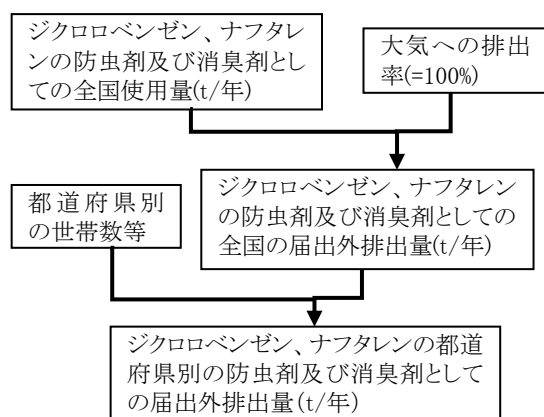 ジクロロベンゼン、ナフタレ
ンの防虫剤及び消臭剤とし
ての全国使用量(t/年)
大気への排出
率(=100%)
ジクロロベンゼン、ナフタレン
の防虫剤及び消臭剤としての
全国の届出外排出量(t/年)
都道府県別
の世帯数等
ジクロロベンゼン、ナフタレンの都道
府県別の防虫剤及び消臭剤として
の届出外排出量(t/年)